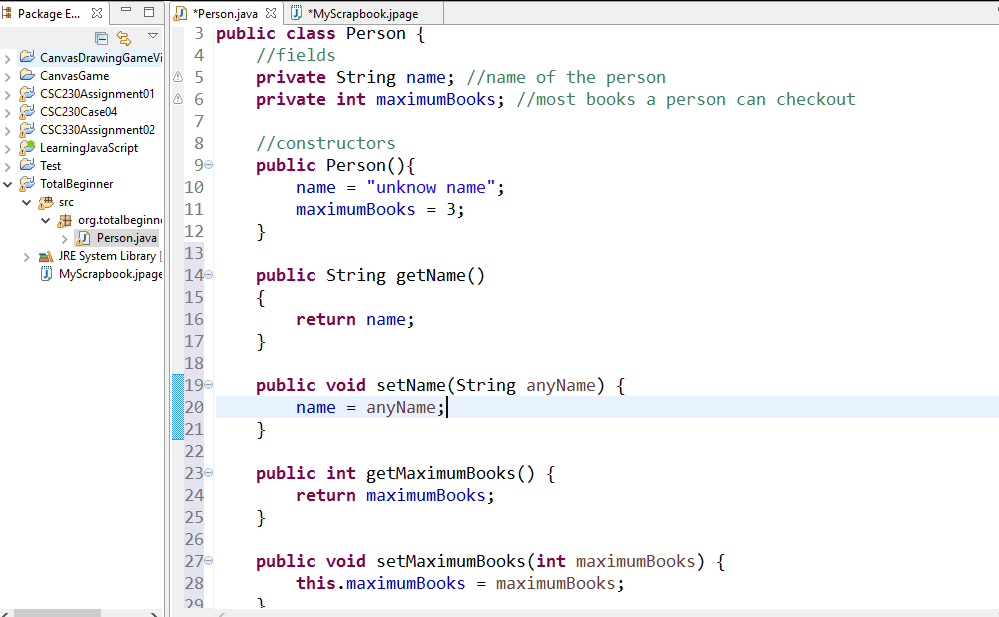 Package E...
CanvasDrawingGameVi
CanvasGame
CSC230Assignment01
CSC230Case04
CSC330Assignment02
LearningJavaScript
Test
TotalBeginner
src
org.totalbeginne
Person.java
JRE System Library [
MyScrapbook.jpage
*Person.java
*MyScrapbook.jpage
3 public class Person {
4 //fields
5 private String name; //name of the person
6 private int maximumBooks; //most books a person can checkout
7
8 //constructors
9 public Person(){
10 name = "unknow name";
11 maximumBooks = 3;
12 }
13
14 public String getName()
15 {
16 return name;
17 }
18
19 public void setName(String anyName) {
20 name = anyName;
21 }
22
23 public int getMaximumBooks() {
24 return maximumBooks;
25 }
26
27 public void setMaximumBooks(int maximumBooks) {
28 this.maximumBooks = maximumBooks;
29 }